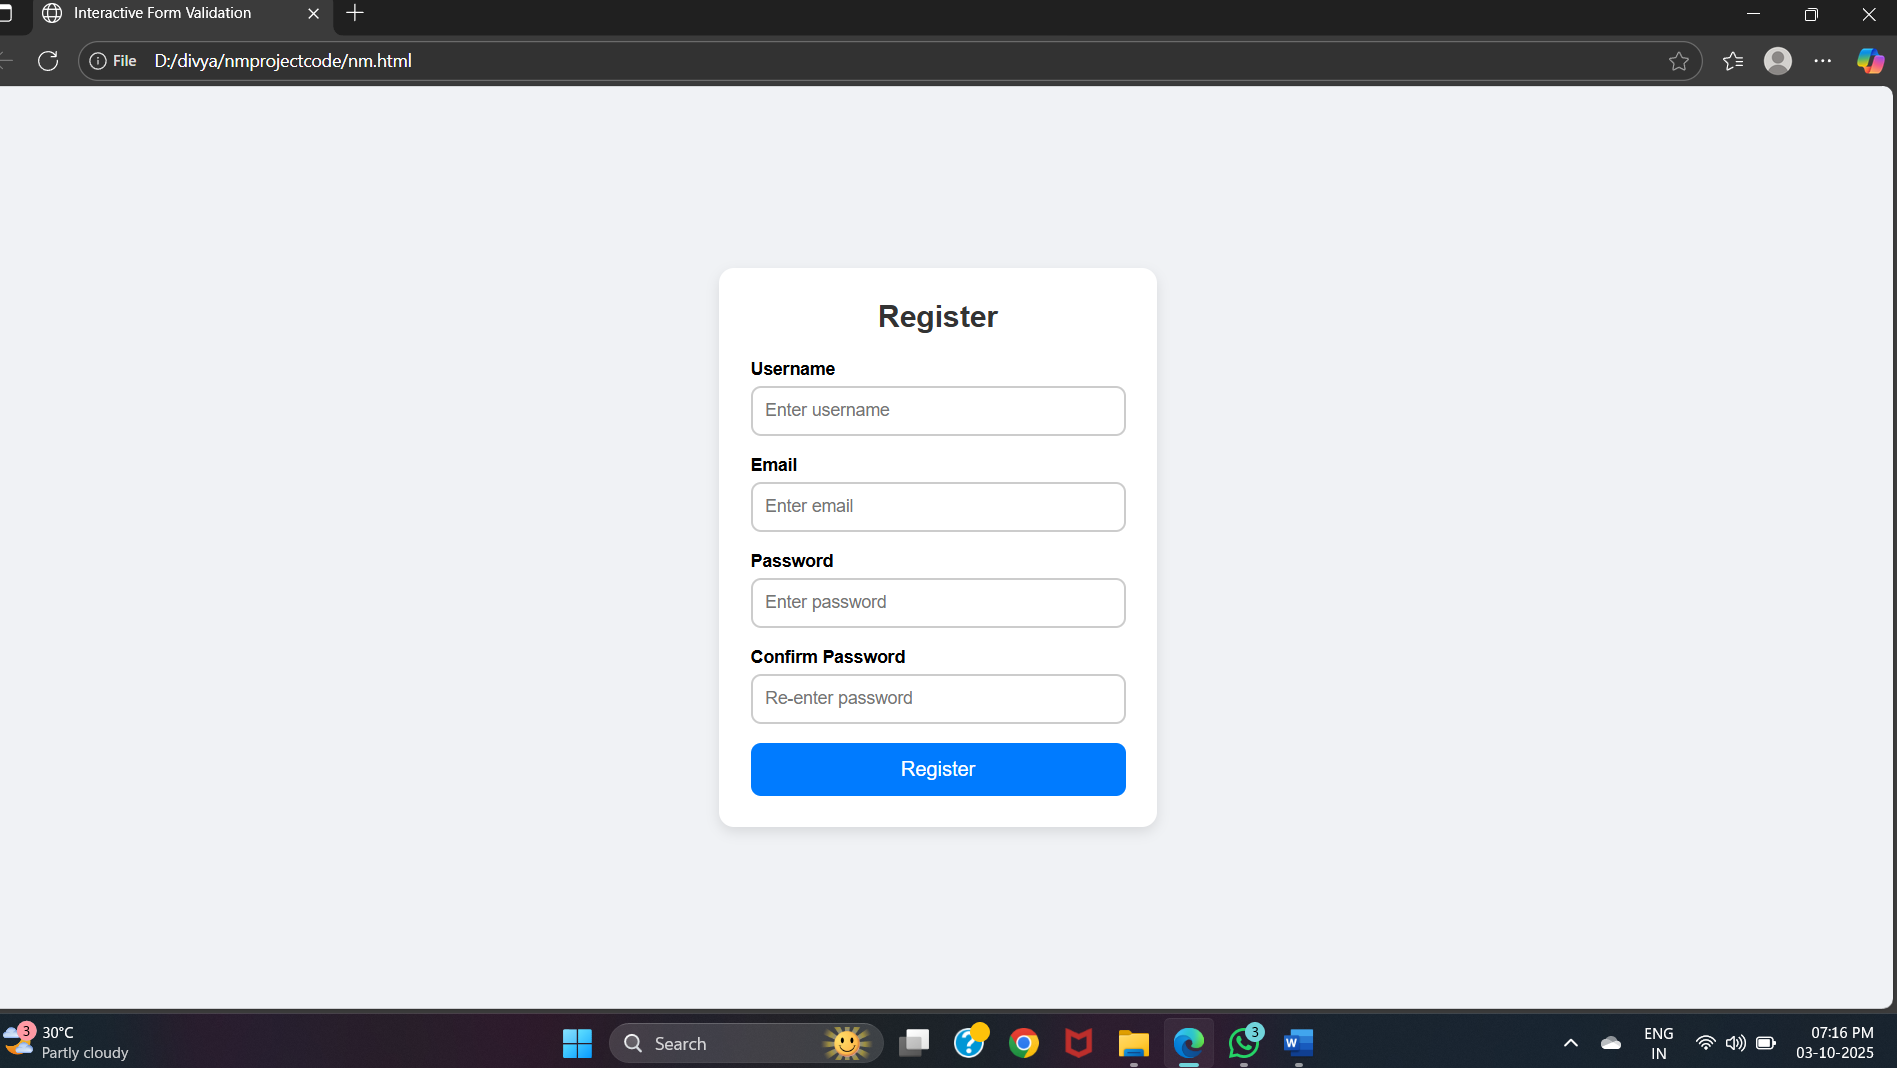 Interactive Form Validation
File D:/divya/nmprojectcode/nm.html
Register
Username
Enter username
Email
Enter email
Password
Enter password
Confirm Password
Re-enter password
Register
3
30°C
Partly cloudy
Search
3
W
ENG
IN
07:16 PM
03-10-2025